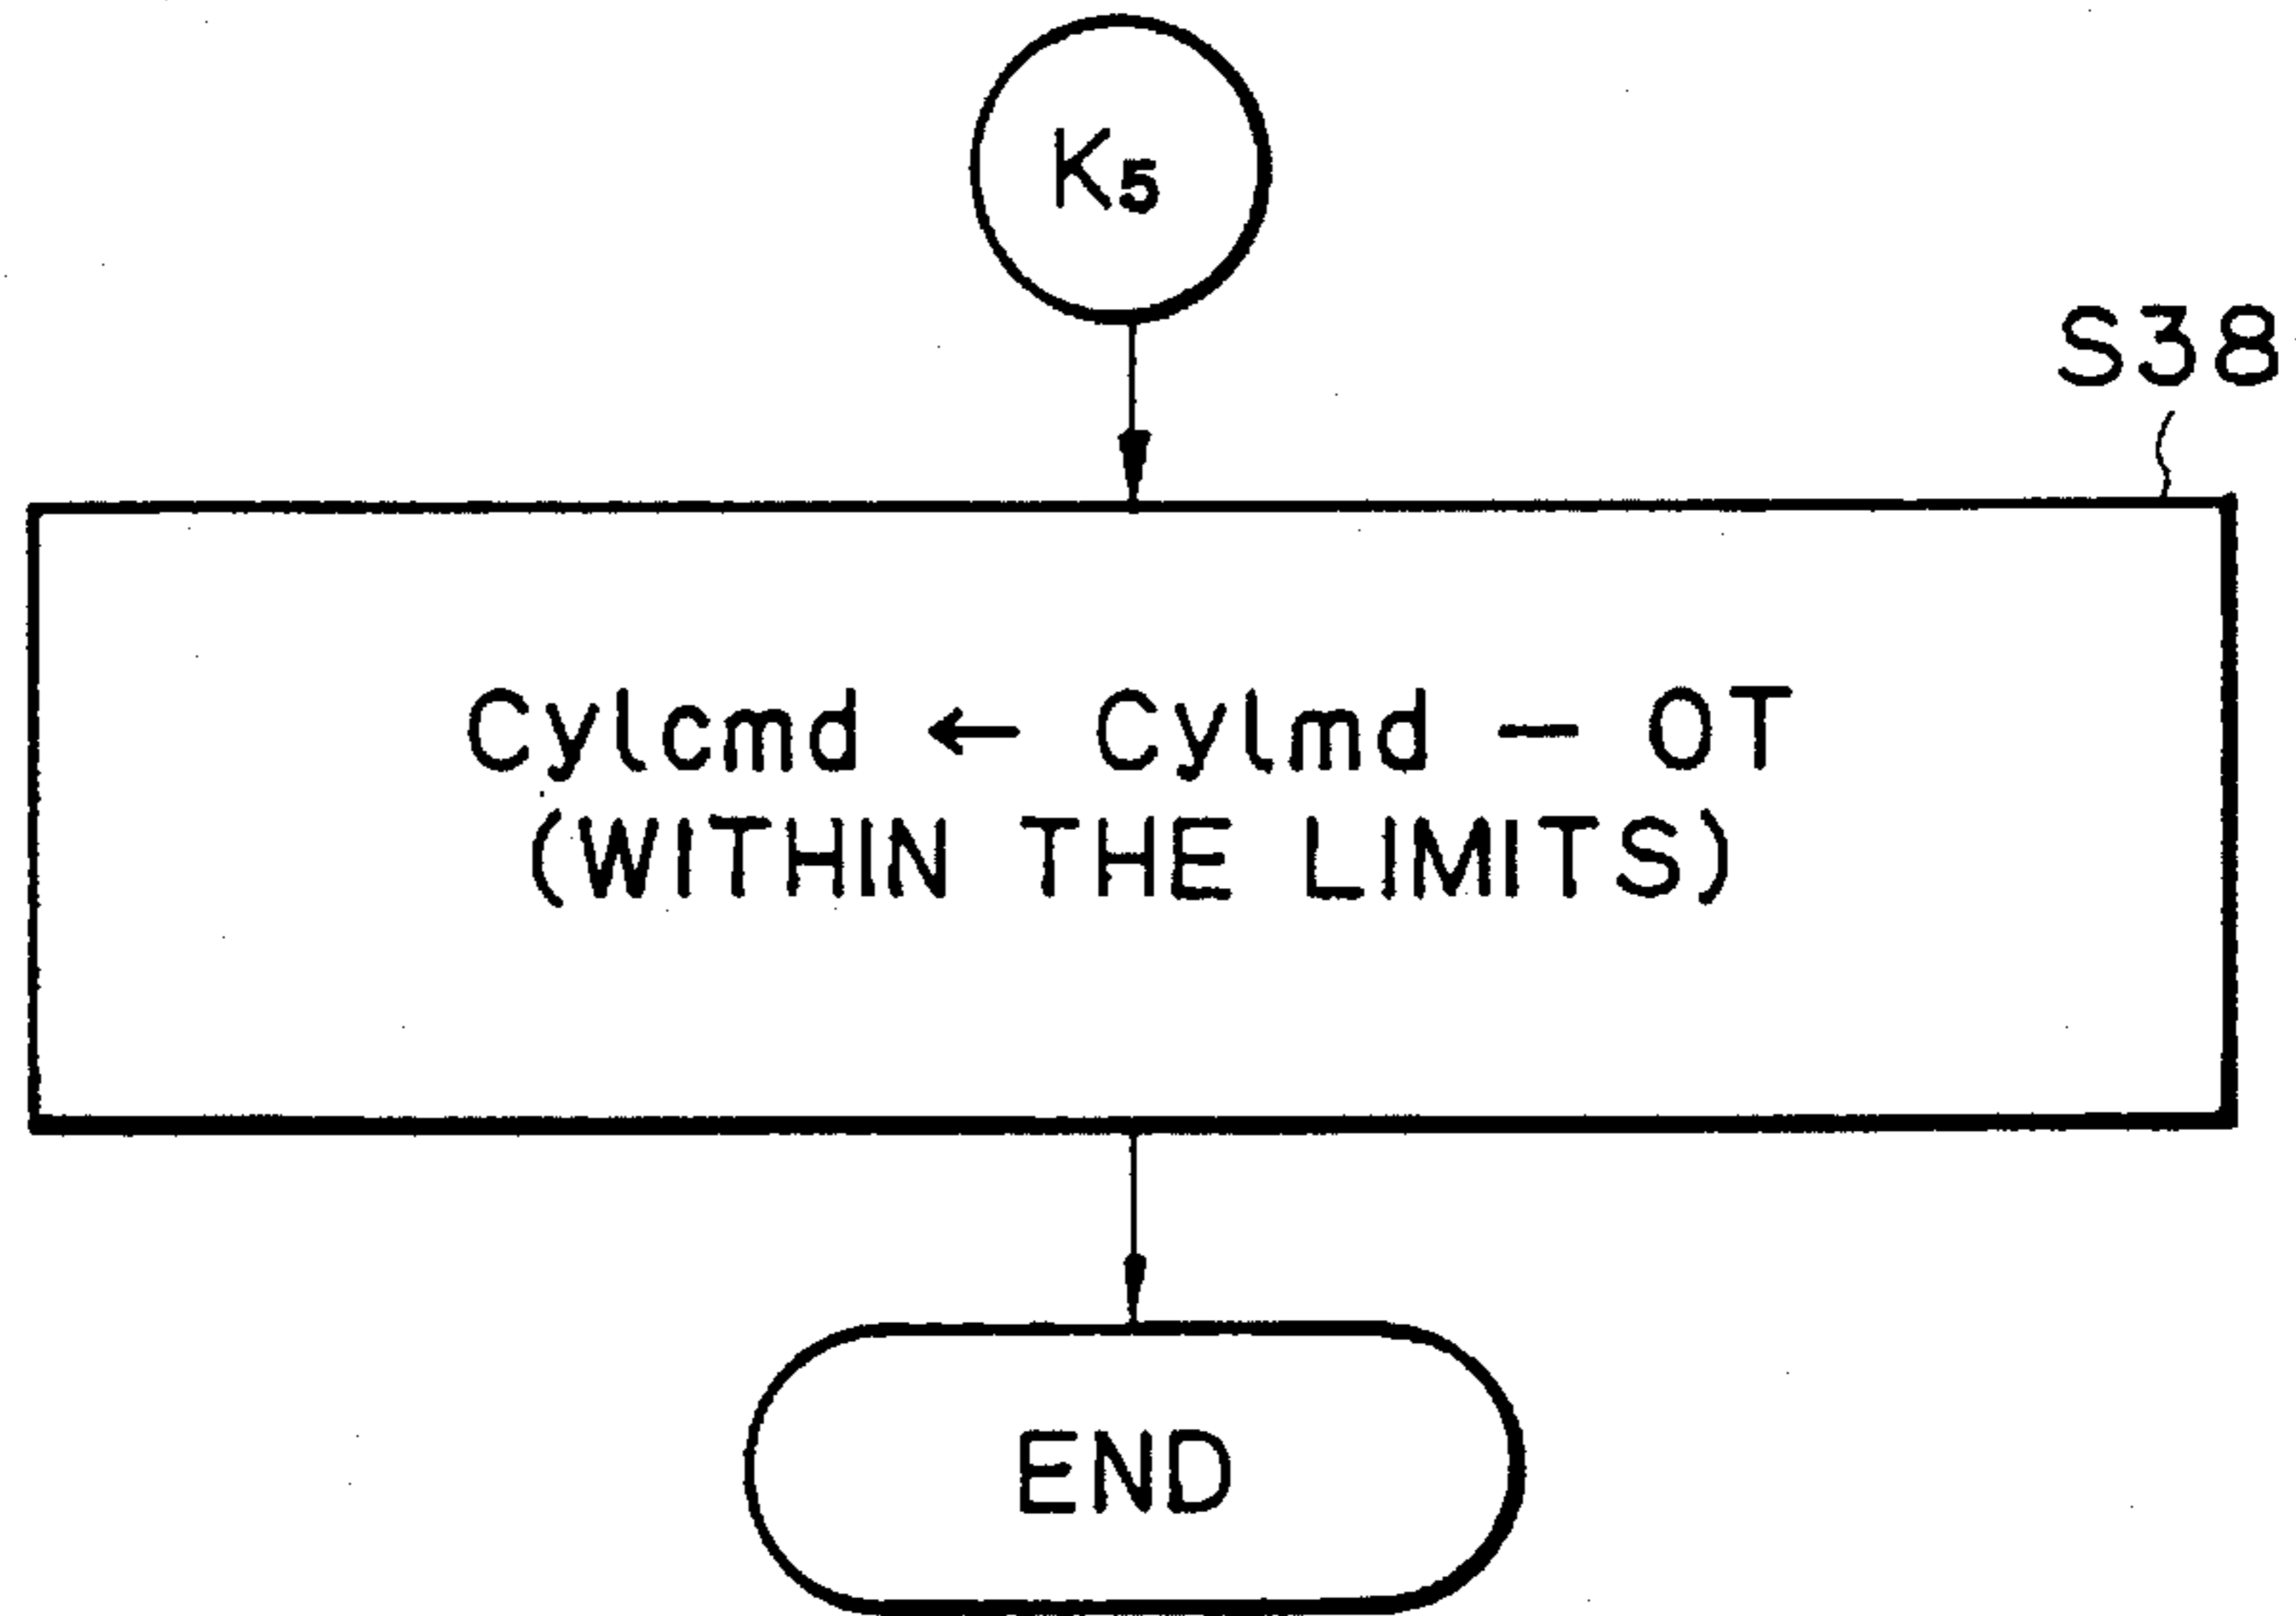 K5
S38
Cylcmd ← Cylmd − OT
(WITHIN THE LIMITS)
END